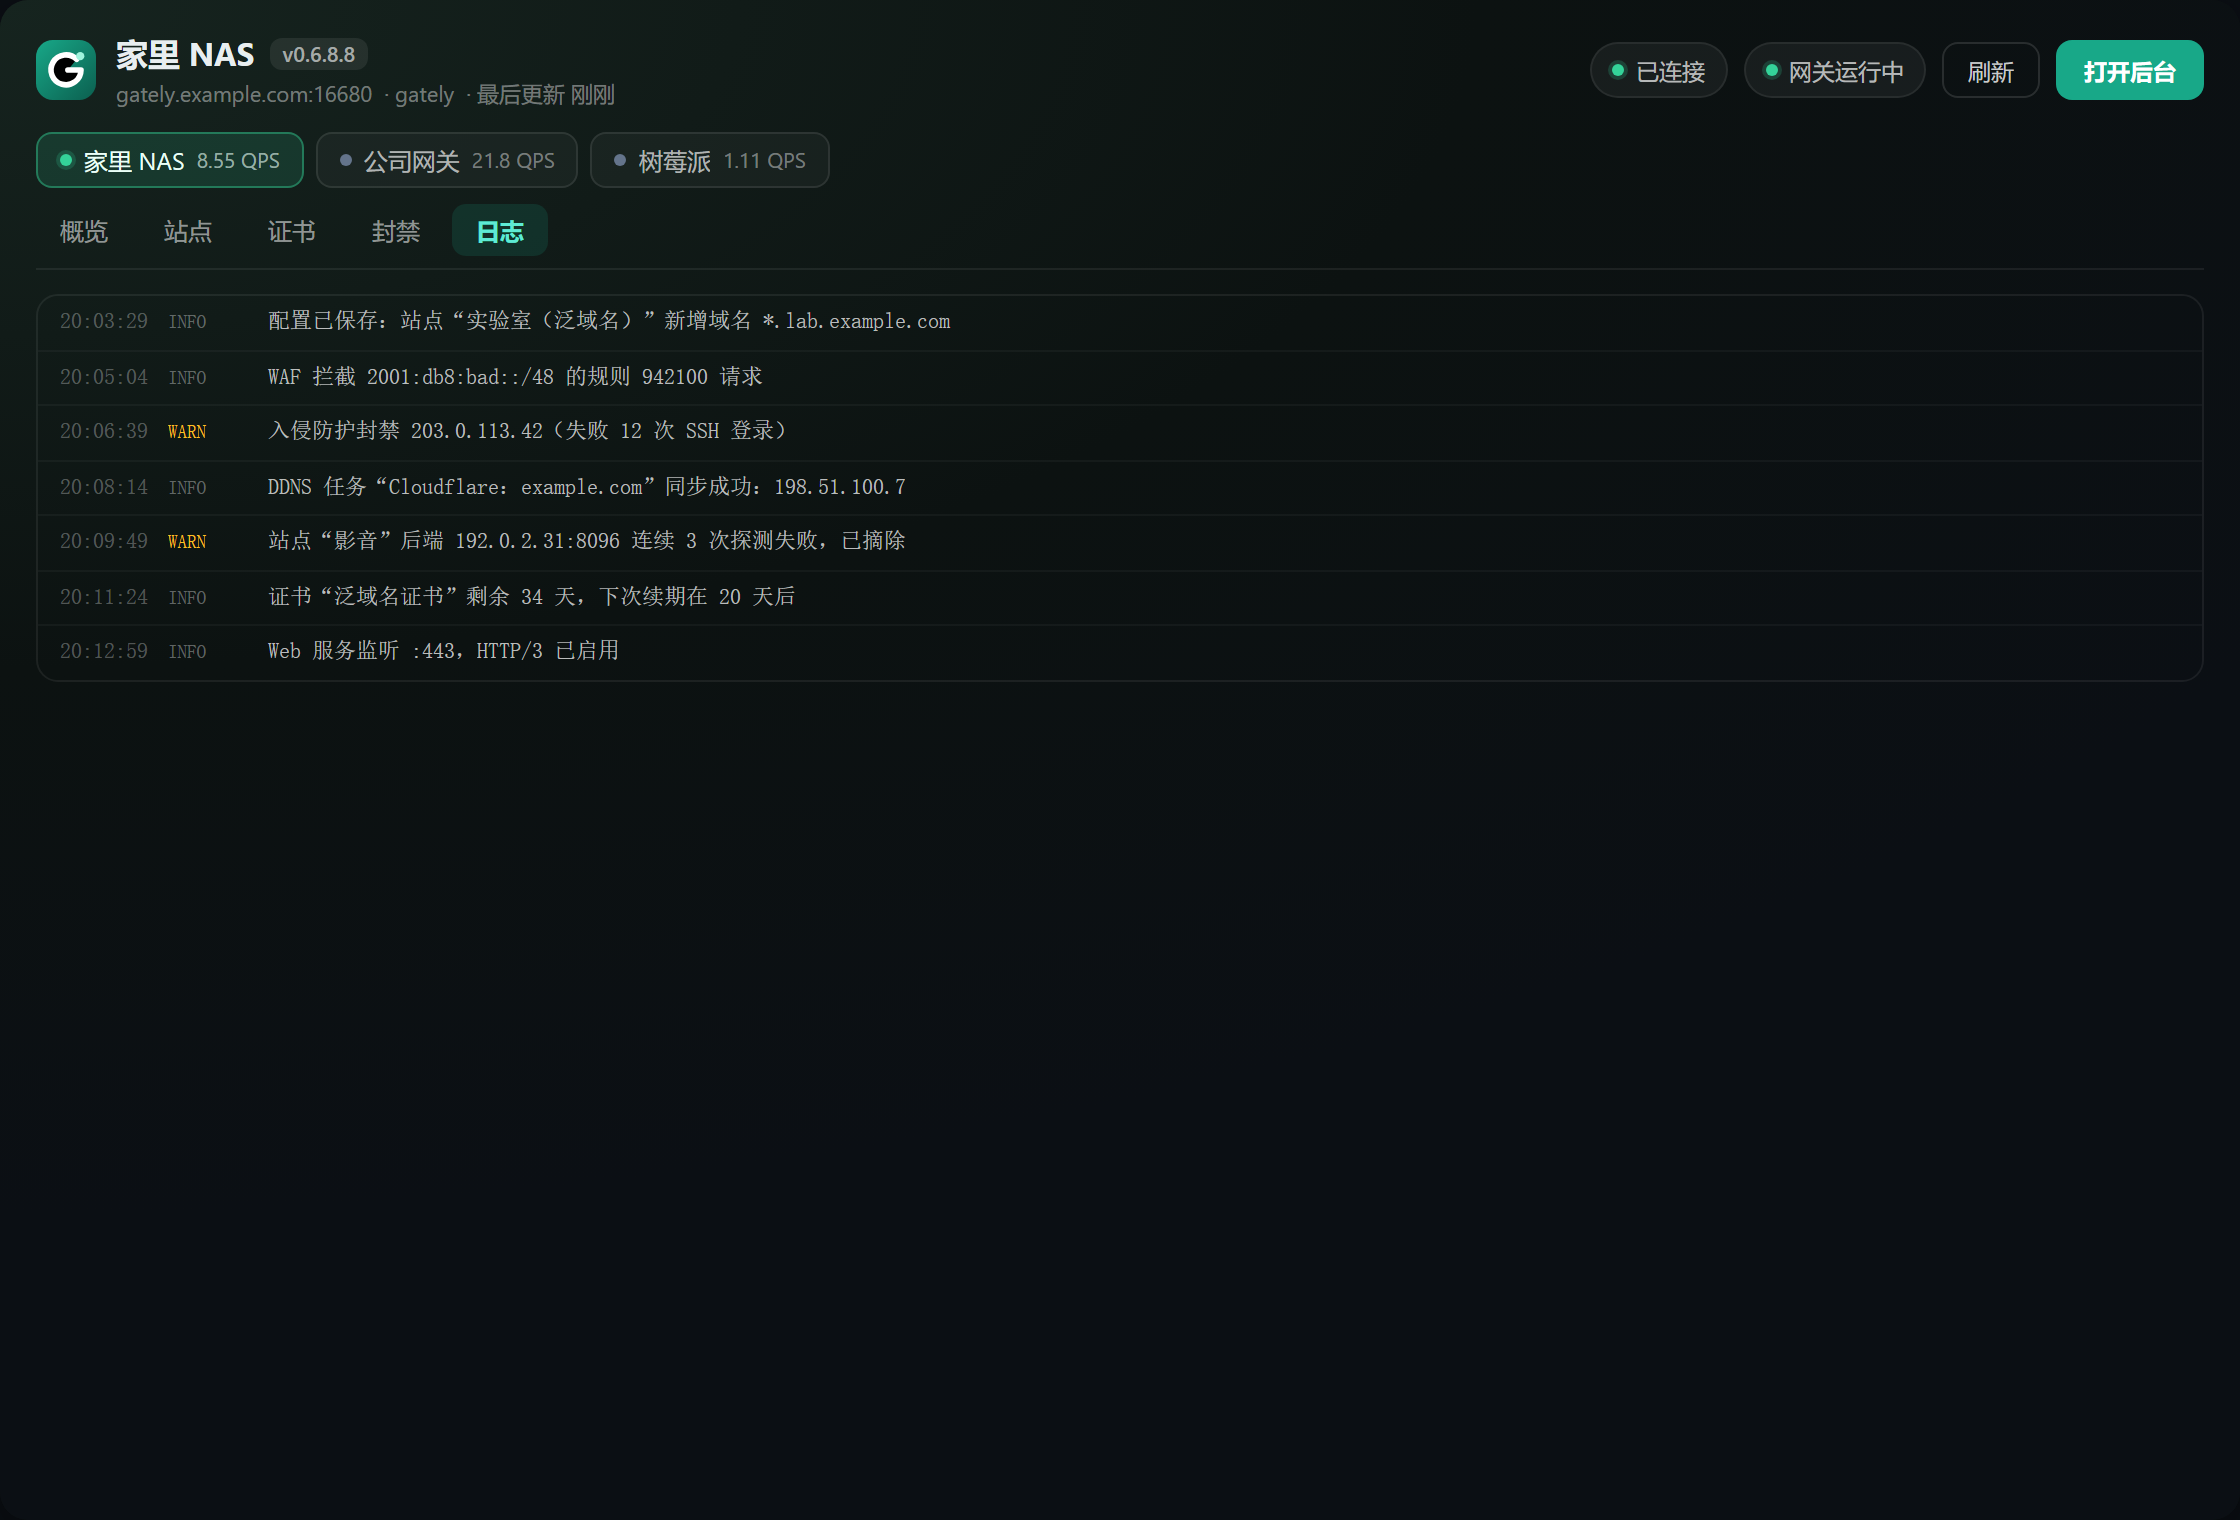 家里 NAS v0.6.8.8
gately.example.com:16680 · gately · 最后更新 刚刚
已连接
网关运行中
刷新
打开后台
家里 NAS 8.55 QPS
公司网关 21.8 QPS
树莓派 1.11 QPS
概览 站点 证书 封禁 日志
20:03:29 INFO 配置已保存：站点“实验室（泛域名）”新增域名 *.lab.example.com
20:05:04 INFO WAF 拦截 2001:db8:bad::/48 的规则 942100 请求
20:06:39 WARN 入侵防护封禁 203.0.113.42（失败 12 次 SSH 登录）
20:08:14 INFO DDNS 任务“Cloudflare：example.com”同步成功：198.51.100.7
20:09:49 WARN 站点“影音”后端 192.0.2.31:8096 连续 3 次探测失败，已摘除
20:11:24 INFO 证书“泛域名证书”剩余 34 天，下次续期在 20 天后
20:12:59 INFO Web 服务监听 :443，HTTP/3 已启用